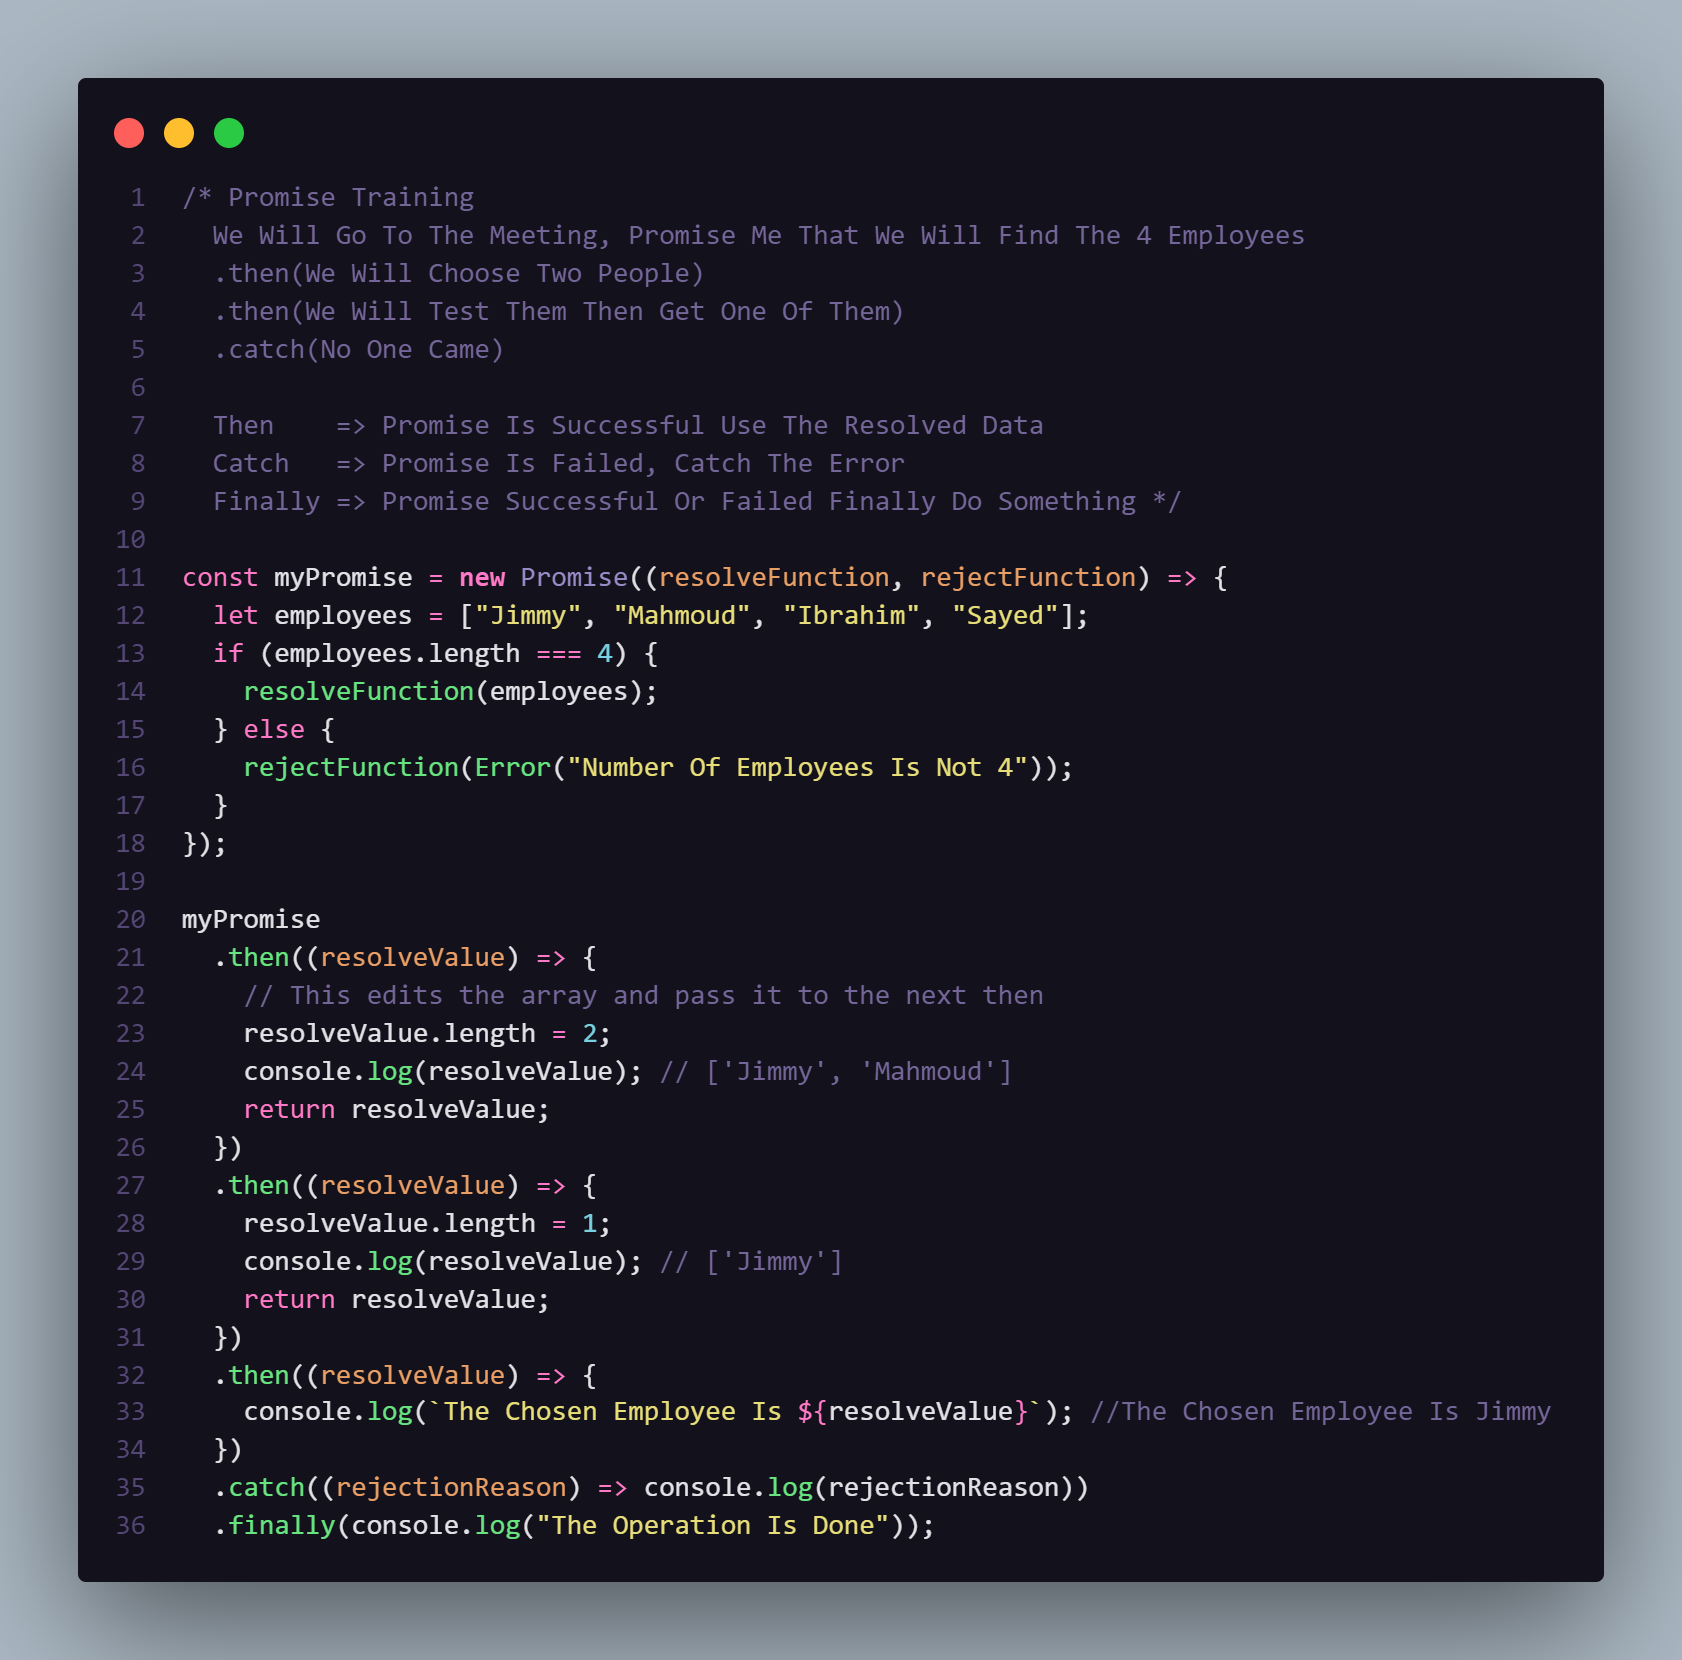 1 /* Promise Training
2   We Will Go To The Meeting, Promise Me That We Will Find The 4 Employees
3   .then(We Will Choose Two People)
4   .then(We Will Test Them Then Get One Of Them)
5   .catch(No One Came)
6
7   Then    => Promise Is Successful Use The Resolved Data
8   Catch   => Promise Is Failed, Catch The Error
9   Finally => Promise Successful Or Failed Finally Do Something */
10
11 const myPromise = new Promise((resolveFunction, rejectFunction) => {
12   let employees = ["Jimmy", "Mahmoud", "Ibrahim", "Sayed"];
13   if (employees.length === 4) {
14     resolveFunction(employees);
15   } else {
16     rejectFunction(Error("Number Of Employees Is Not 4"));
17   }
18 });
19
20 myPromise
21   .then((resolveValue) => {
22     // This edits the array and pass it to the next then
23     resolveValue.length = 2;
24     console.log(resolveValue); // ['Jimmy', 'Mahmoud']
25     return resolveValue;
26   })
27   .then((resolveValue) => {
28     resolveValue.length = 1;
29     console.log(resolveValue); // ['Jimmy']
30     return resolveValue;
31   })
32   .then((resolveValue) => {
33     console.log(`The Chosen Employee Is ${resolveValue}`); //The Chosen Employee Is Jimmy
34   })
35   .catch((rejectionReason) => console.log(rejectionReason))
36   .finally(console.log("The Operation Is Done"));